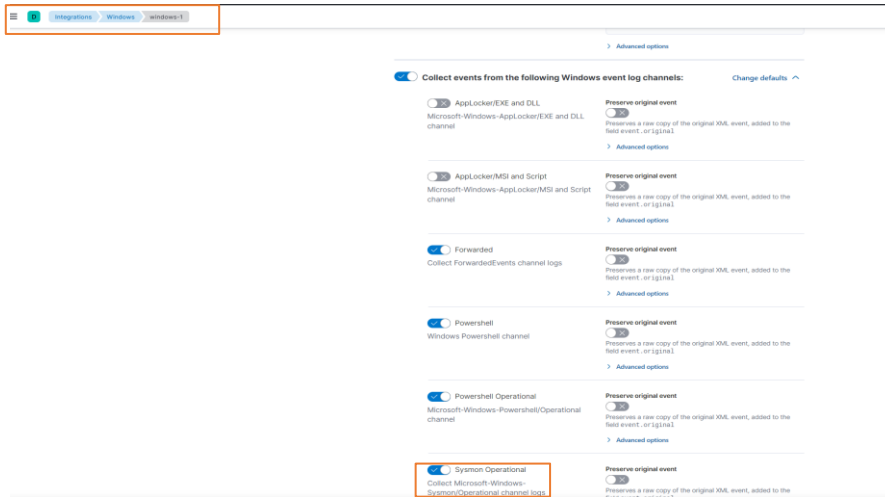 D Integrations Windows windows-1
> Advanced options
Collect events from the following Windows event log channels: Change defaults
AppLocker/EXE and DLL
Microsoft-Windows-AppLocker/EXE and DLL
channel
Preserve original event
Preserves a raw copy of the original XML event, added to the
field event.original
> Advanced options
AppLocker/MSI and Script
Microsoft-Windows-AppLocker/MSI and Script
channel
Preserve original event
Preserves a raw copy of the original XML event, added to the
field event.original
> Advanced options
Forwarded
Collect ForwardedEvents channel logs
Preserve original event
Preserves a raw copy of the original XML event, added to the
field event.original
> Advanced options
Powershell
Windows Powershell channel
Preserve original event
Preserves a raw copy of the original XML event, added to the
field event.original
> Advanced options
Powershell Operational
Microsoft-Windows-Powershell/Operational
channel
Preserve original event
Preserves a raw copy of the original XML event, added to the
field event.original
> Advanced options
Sysmon Operational
Collect Microsoft-Windows-
Sysmon/Operational channel logs
Preserve original event
Preserves a raw copy of the original XML event, added to the